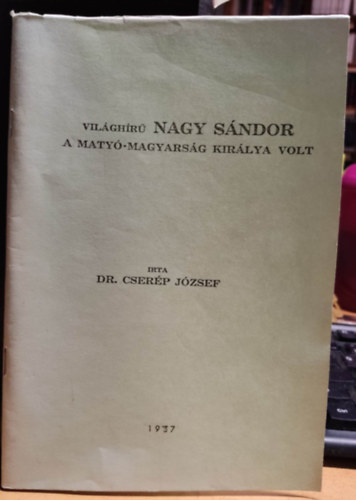 VILÁGHÍRŰ NAGY SÁNDOR
A MATYÓ-MAGYARSÁG KIRÁLYA VOLT
IRTA
DR. CSERÉP JÓZSEF
1937